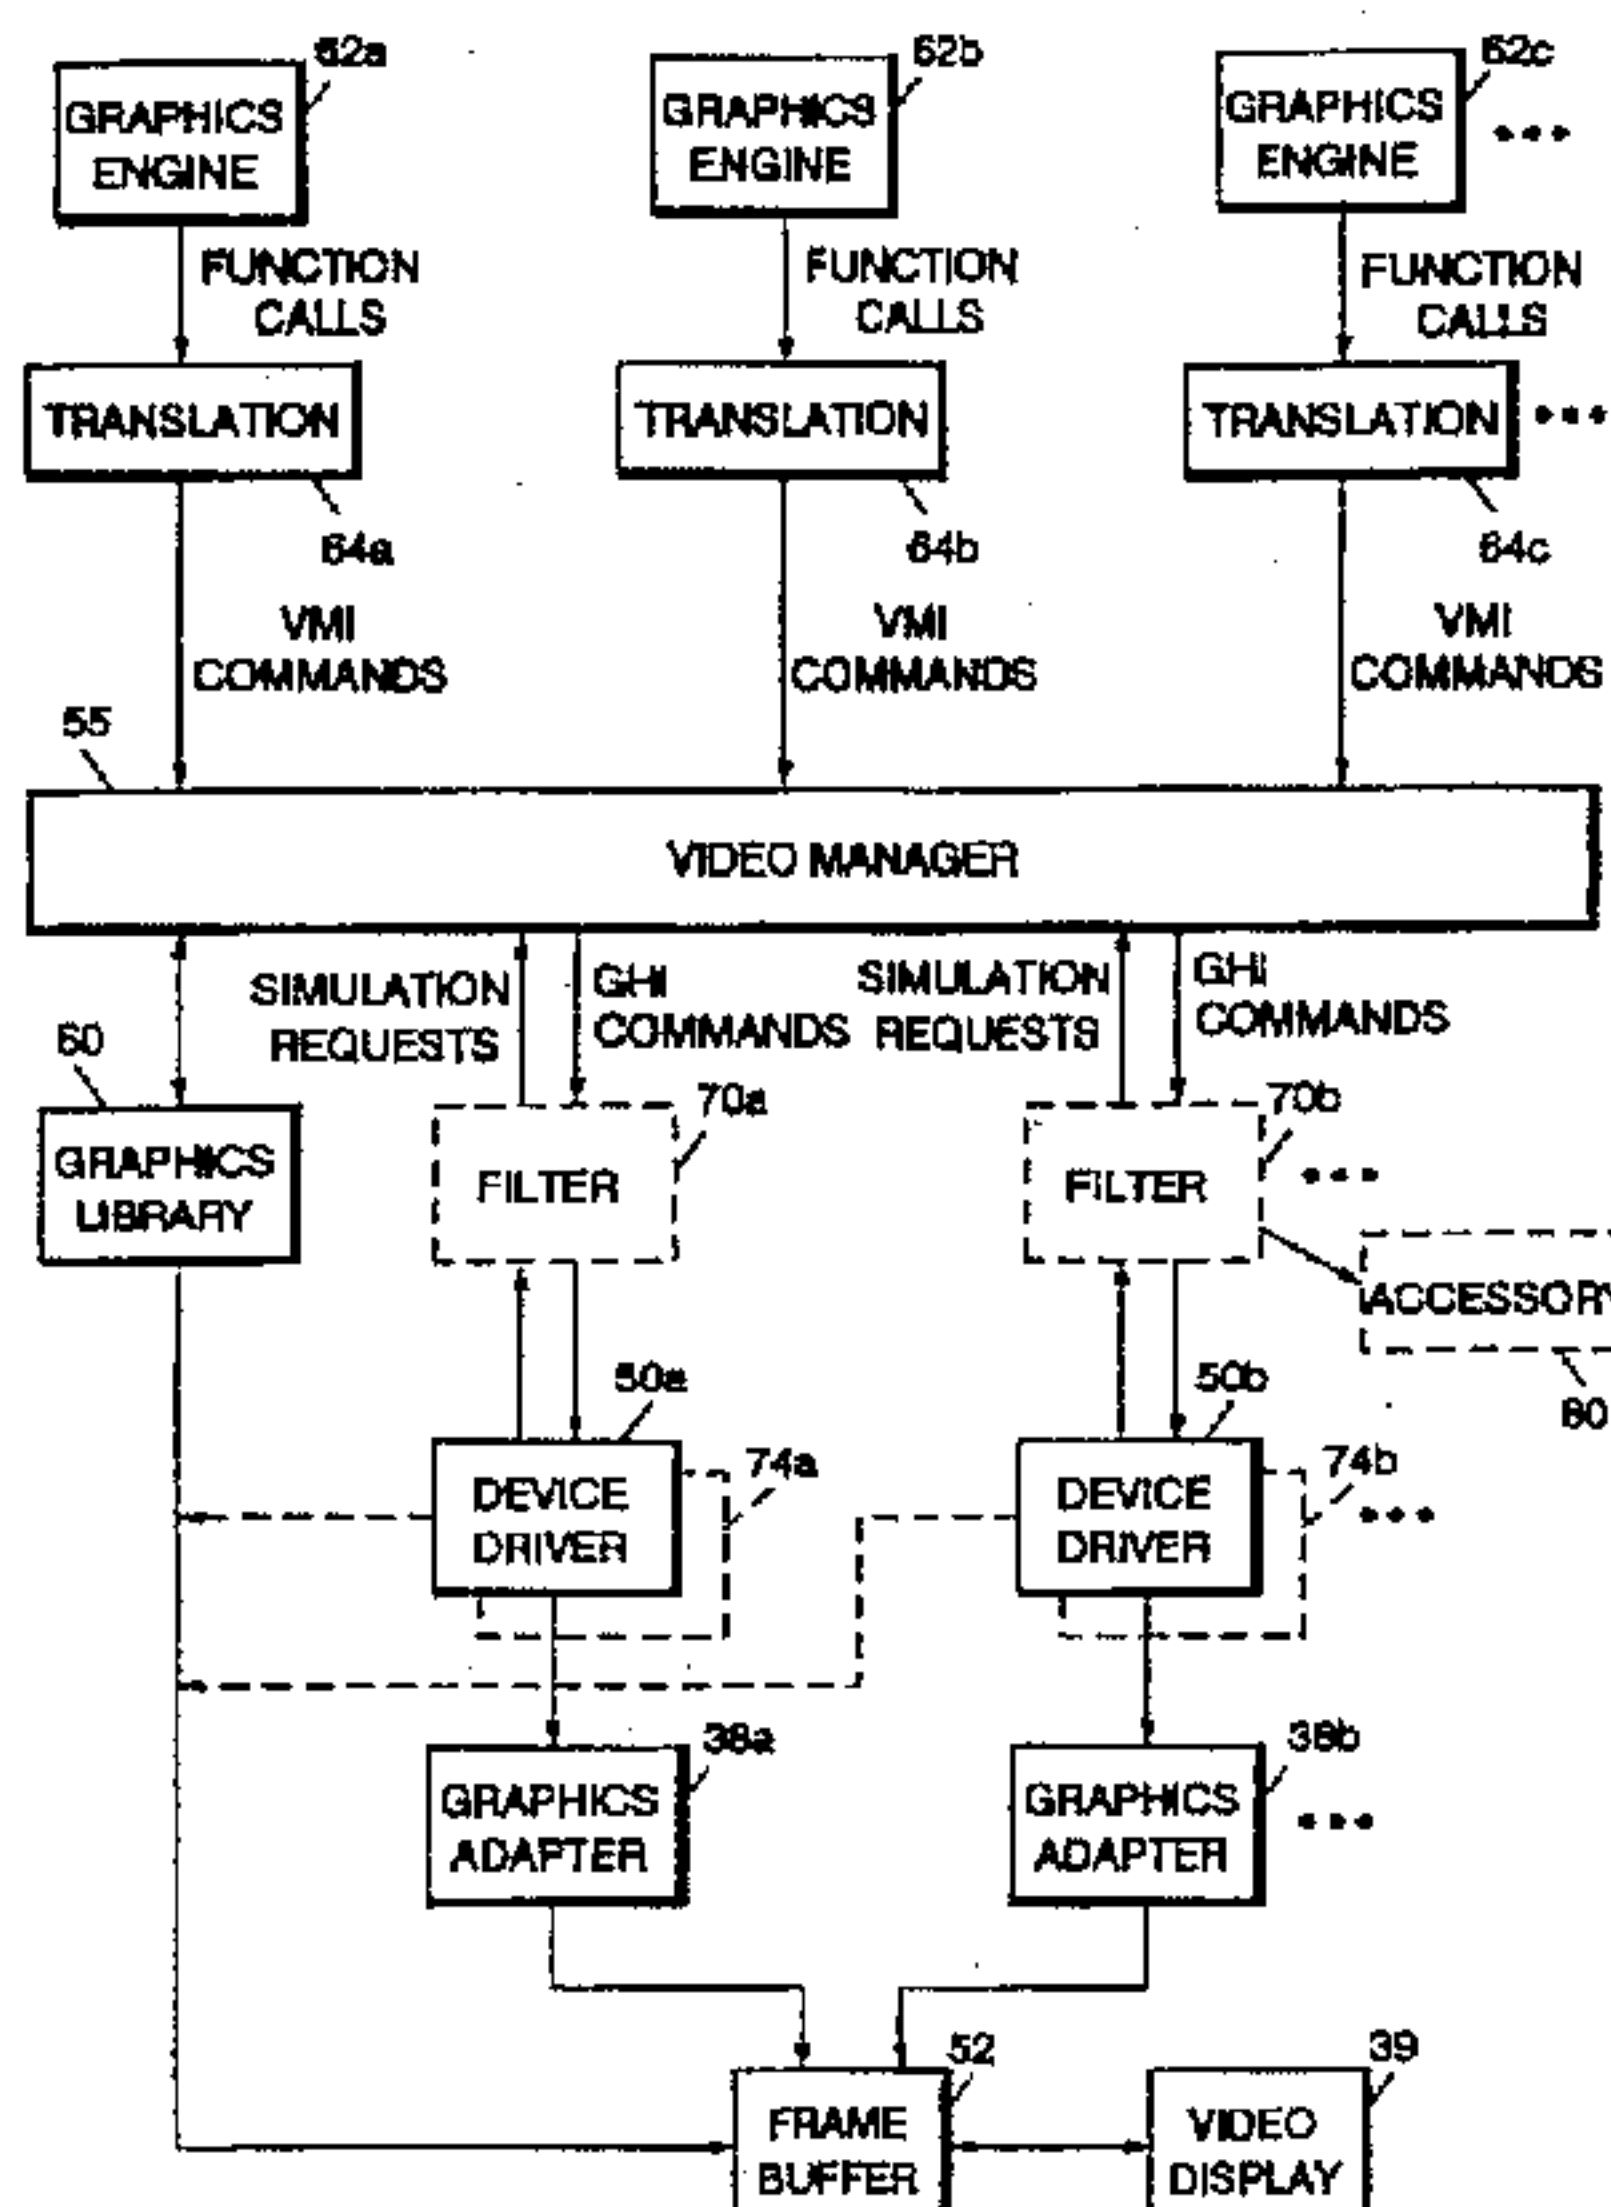 62a
62b
62c
GRAPHICS
ENGINE
GRAPHICS
ENGINE
GRAPHICS
ENGINE
FUNCTION
CALLS
FUNCTION
CALLS
FUNCTION
CALLS
TRANSLATION
TRANSLATION
TRANSLATION
64a
64b
64c
VMI
COMMANDS
VMI
COMMANDS
VMI
COMMANDS
55
VIDEO MANAGER
SIMULATION
REQUESTS
GHI
COMMANDS
SIMULATION
REQUESTS
GHI
COMMANDS
60
GRAPHICS
LIBRARY
70a
FILTER
70b
FILTER
ACCESSORY
50a
50b
DEVICE
DRIVER
74a
DEVICE
DRIVER
74b
38a
38b
GRAPHICS
ADAPTER
GRAPHICS
ADAPTER
52
39
FRAME
BUFFER
VIDEO
DISPLAY